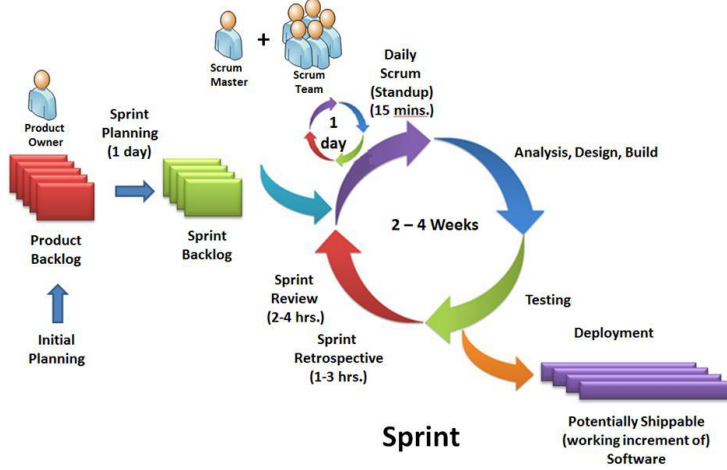 Scrum
Master
+
Scrum
Team
Product
Owner
Sprint
Planning
(1 day)
Daily
Scrum
(Standup)
(15 mins.)
1
day
Analysis, Design, Build
2 – 4 Weeks
Product
Backlog
Sprint
Backlog
Sprint
Review
(2-4 hrs.)
Testing
Initial
Planning
Sprint
Retrospective
(1-3 hrs.)
Deployment
Potentially Shippable
(working increment of)
Software
Sprint